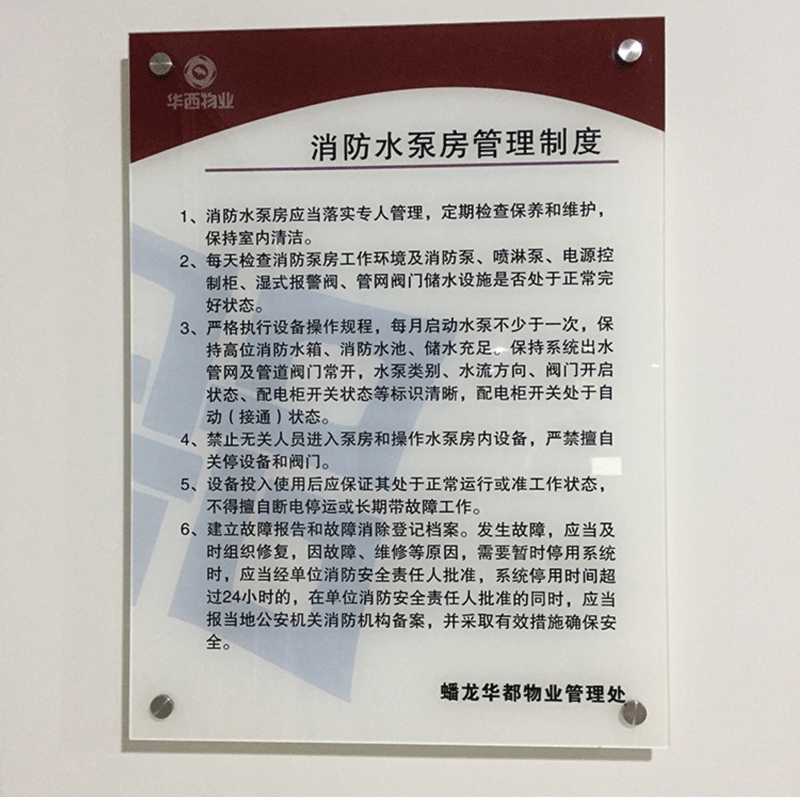 华西物业
消防水泵房管理制度
1、消防水泵房应当落实专人管理，定期检查保养和维护，
保持室内清洁。
2、每天检查消防泵房工作环境及消防泵、喷淋泵、电源控
制柜、湿式报警阀、管网阀门储水设施是否处于正常完
好状态。
3、严格执行设备操作规程，每月启动水泵不少于一次，保
持高位消防水箱、消防水池、储水充足。保持系统出水
管网及管道阀门常开，水泵类别、水流方向、阀门开启
状态、配电柜开关状态等标识清晰，配电柜开关处于自
动（接通）状态。
4、禁止无关人员进入泵房和操作水泵房内设备，严禁擅自
关停设备和阀门。
5、设备投入使用后应保证其处于正常运行或准工作状态，
不得擅自断电停运或长期带故障工作。
6、建立故障报告和故障消除登记档案。发生故障，应当及
时组织修复，因故障、维修等原因，需要暂时停用系统
时，应当经单位消防安全责任人批准，系统停用时间超
过24小时的，在单位消防安全责任人批准的同时，应当
报当地公安机关消防机构备案，并采取有效措施确保安
全。
蟠龙华都物业管理处